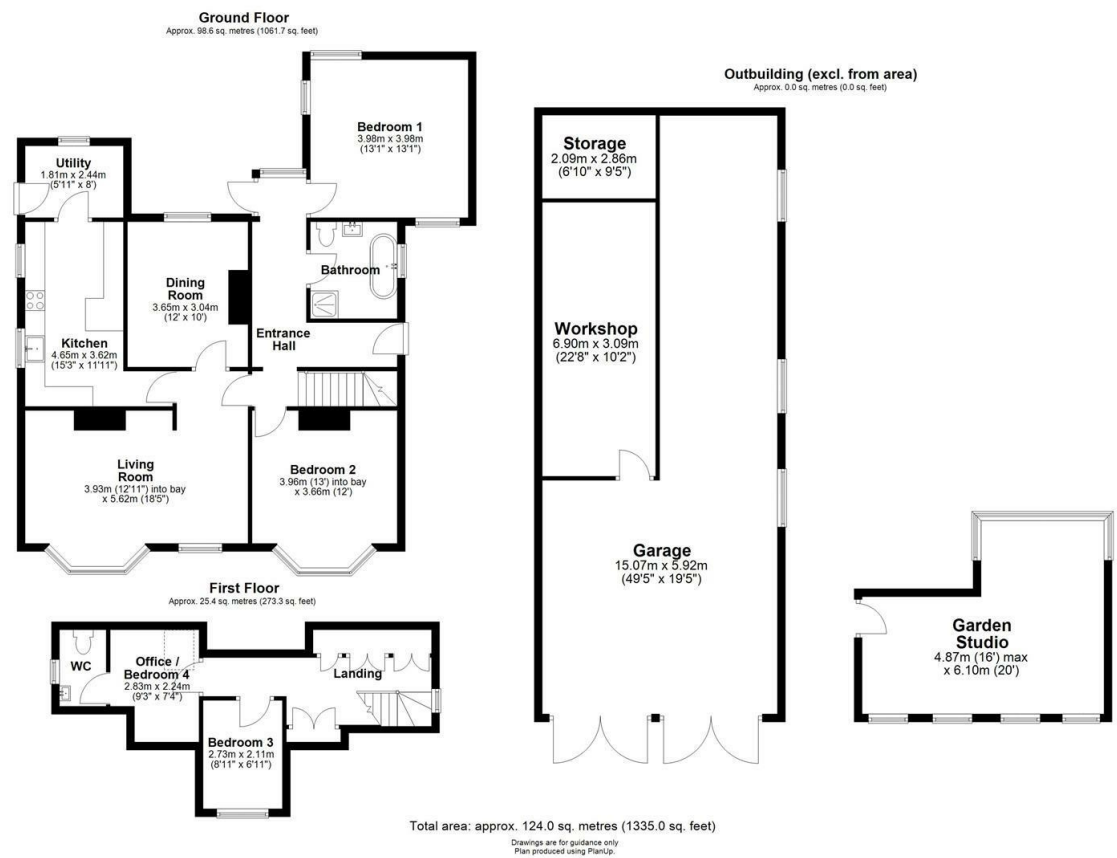 Ground Floor
Approx. 98.6 sq. metres (1061.7 sq. feet)
Bedroom 1
3.98m x 3.98m
(13'1" x 13'1")
Utility
1.81m x 2.44m
(5'11" x 8')
Bathroom
Dining
Room
3.65m x 3.04m
(12' x 10')
Kitchen
4.65m x 3.62m
(15'3" x 11'11")
Entrance
Hall
Living
Room
3.93m (12'11") into bay
x 5.62m (18'5")
Bedroom 2
3.96m (13') into bay
x 3.66m (12')
First Floor
Approx. 25.4 sq. metres (273.3 sq. feet)
WC
Office /
Bedroom 4
2.83m x 2.24m
(9'3" x 7'4")
Landing
Bedroom 3
2.73m x 2.11m
(8'11" x 6'11")
Outbuilding (excl. from area)
Approx. 0.0 sq. metres (0.0 sq. feet)
Storage
2.09m x 2.86m
(6'10" x 9'5")
Workshop
6.90m x 3.09m
(22'8" x 10'2")
Garage
15.07m x 5.92m
(49'5" x 19'5")
Garden
Studio
4.87m (16') max
x 6.10m (20')
Total area: approx. 124.0 sq. metres (1335.0 sq. feet)
Drawings are for guidance only
Plan produced using PlanUp.